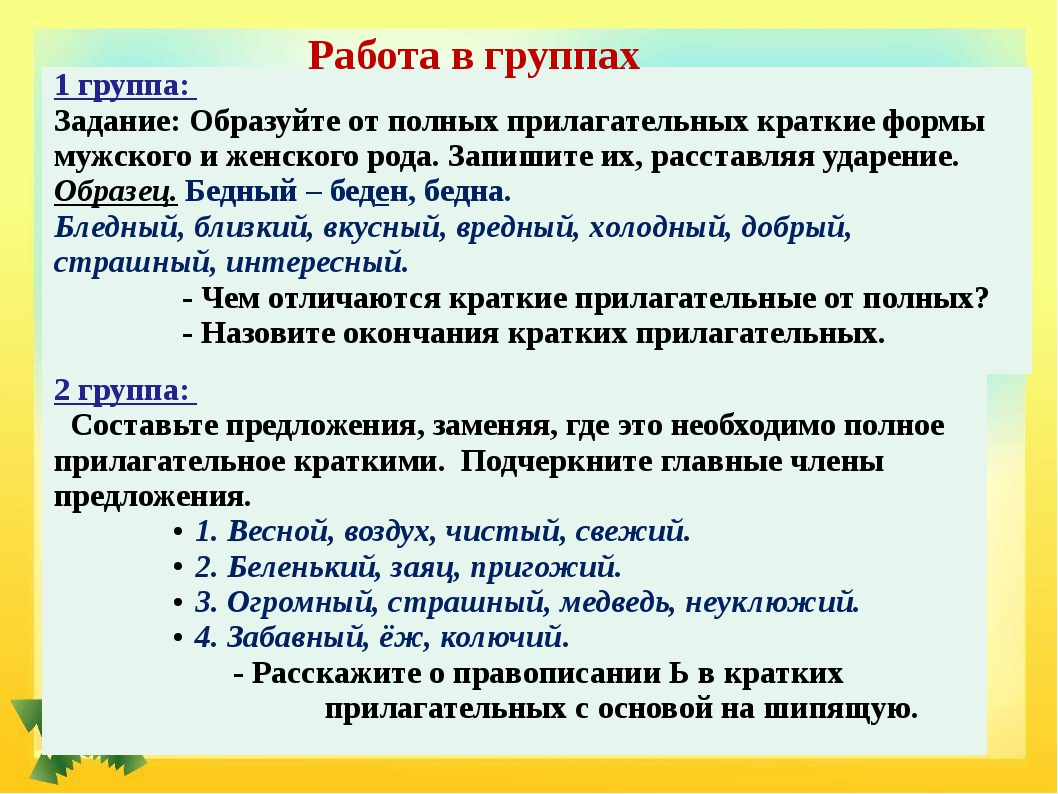 Работа в группах
1 группа:
Задание: Образуйте от полных прилагательных краткие формы
мужского и женского рода. Запишите их, расставляя ударение.
Образец. Бедный – беден, бедна.
Бледный, близкий, вкусный, вредный, холодный, добрый,
страшный, интересный.
- Чем отличаются краткие прилагательные от полных?
- Назовите окончания кратких прилагательных.
2 группа:
Составьте предложения, заменяя, где это необходимо полное
прилагательное краткими. Подчеркните главные члены
предложения.
• 1. Весной, воздух, чистый, свежий.
• 2. Беленький, заяц, пригожий.
• 3. Огромный, страшный, медведь, неуклюжий.
• 4. Забавный, ёж, колючий.
- Расскажите о правописании Ь в кратких
прилагательных с основой на шипящую.